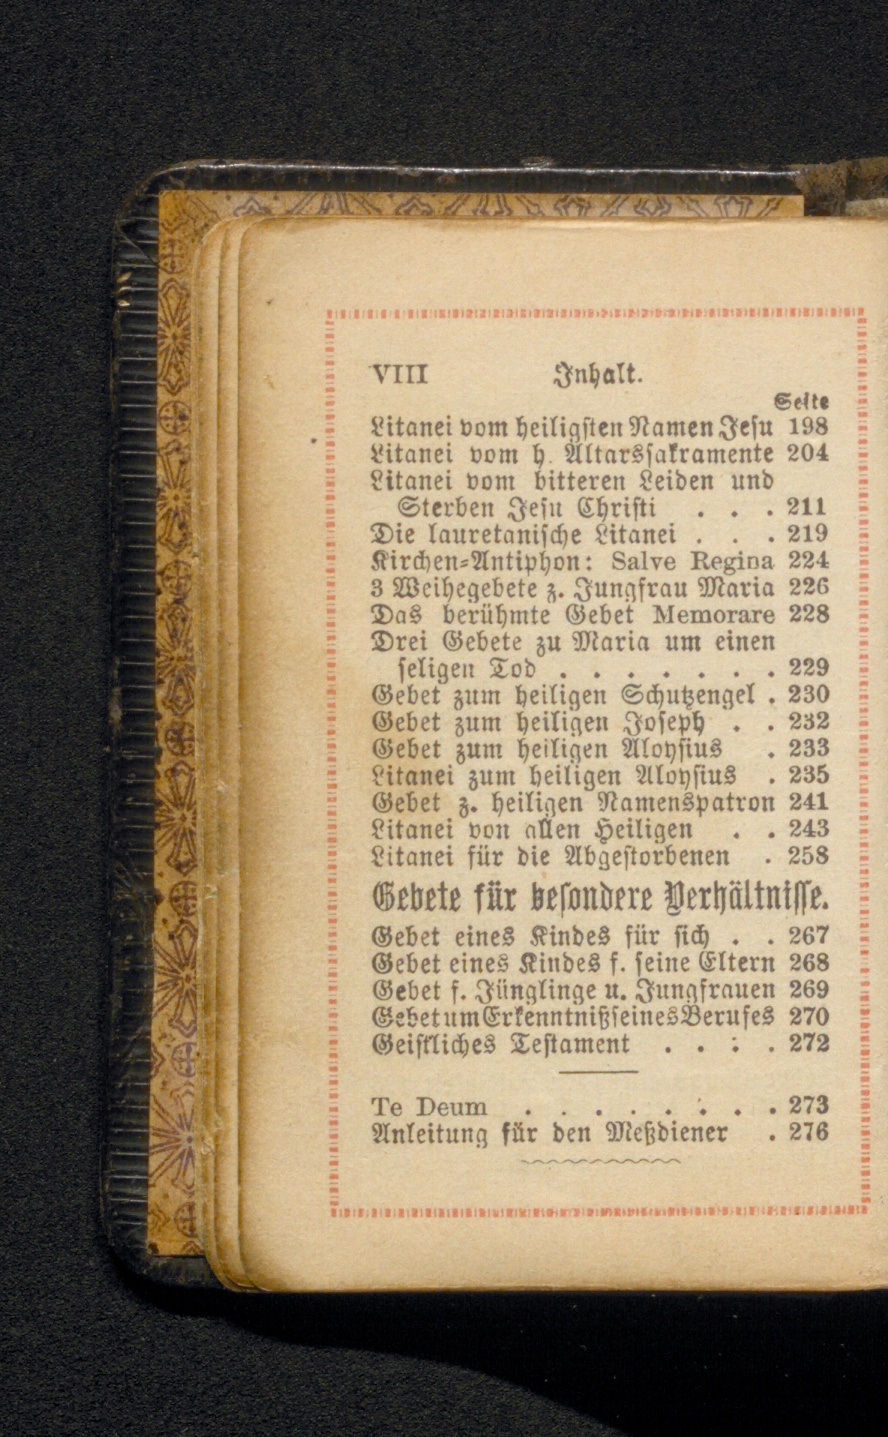 VIII Inhalt.
Seite
Litanei vom heiligsten Namen Jesu 198
Litanei vom h. Altarssakramente 204
Litanei vom bitteren Leiden und
Sterben Jesu Christi . . . 211
Die lauretanische Litanei . . . 219
Kirchen-Antiphon: Salve Regina 224
3 Weihegebete z. Jungfrau Maria 226
Das berühmte Gebet Memorare 228
Drei Gebete zu Maria um einen
seligen Tod . . . . . . . 229
Gebet zum heiligen Schutzengel . 230
Gebet zum heiligen Joseph . . 232
Gebet zum heiligen Aloysius . 233
Litanei zum heiligen Aloysius . 235
Gebet z. heiligen Namenspatron 241
Litanei von allen Heiligen . . 243
Litanei für die Abgestorbenen . 258
Gebete für besondere Verhältnisse.
Gebet eines Kindes für sich . . 267
Gebet eines Kindes f. seine Eltern 268
Gebet f. Jünglinge u. Jungfrauen 269
Gebet um Erkenntniß seines Berufes 270
Geistliches Testament . . . . 272
Te Deum . . . . . . . . 273
Anleitung für den Meßdiener . 276